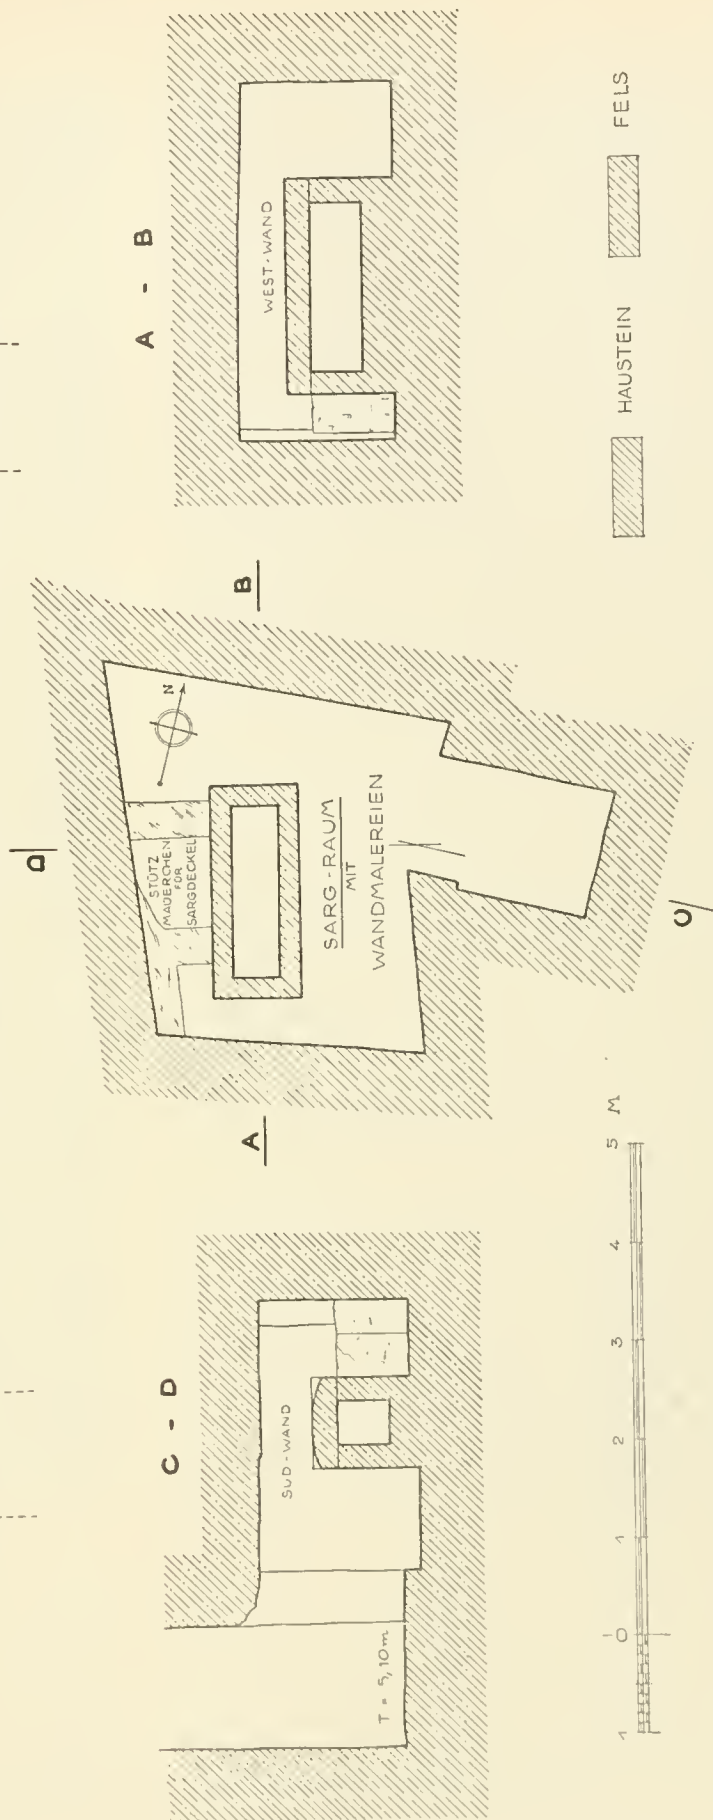 C - D
SÜD-WAND
T = 5,10m
D
STÜTZ
MAUERCHEN
FÜR
SARGDECKEL
N
SARG-RAUM
MIT
WANDMALEREIEN
A
B
C
A - B
WEST-WAND
1 0 1 2 3 4 5 M
HAUSTEIN
FELS